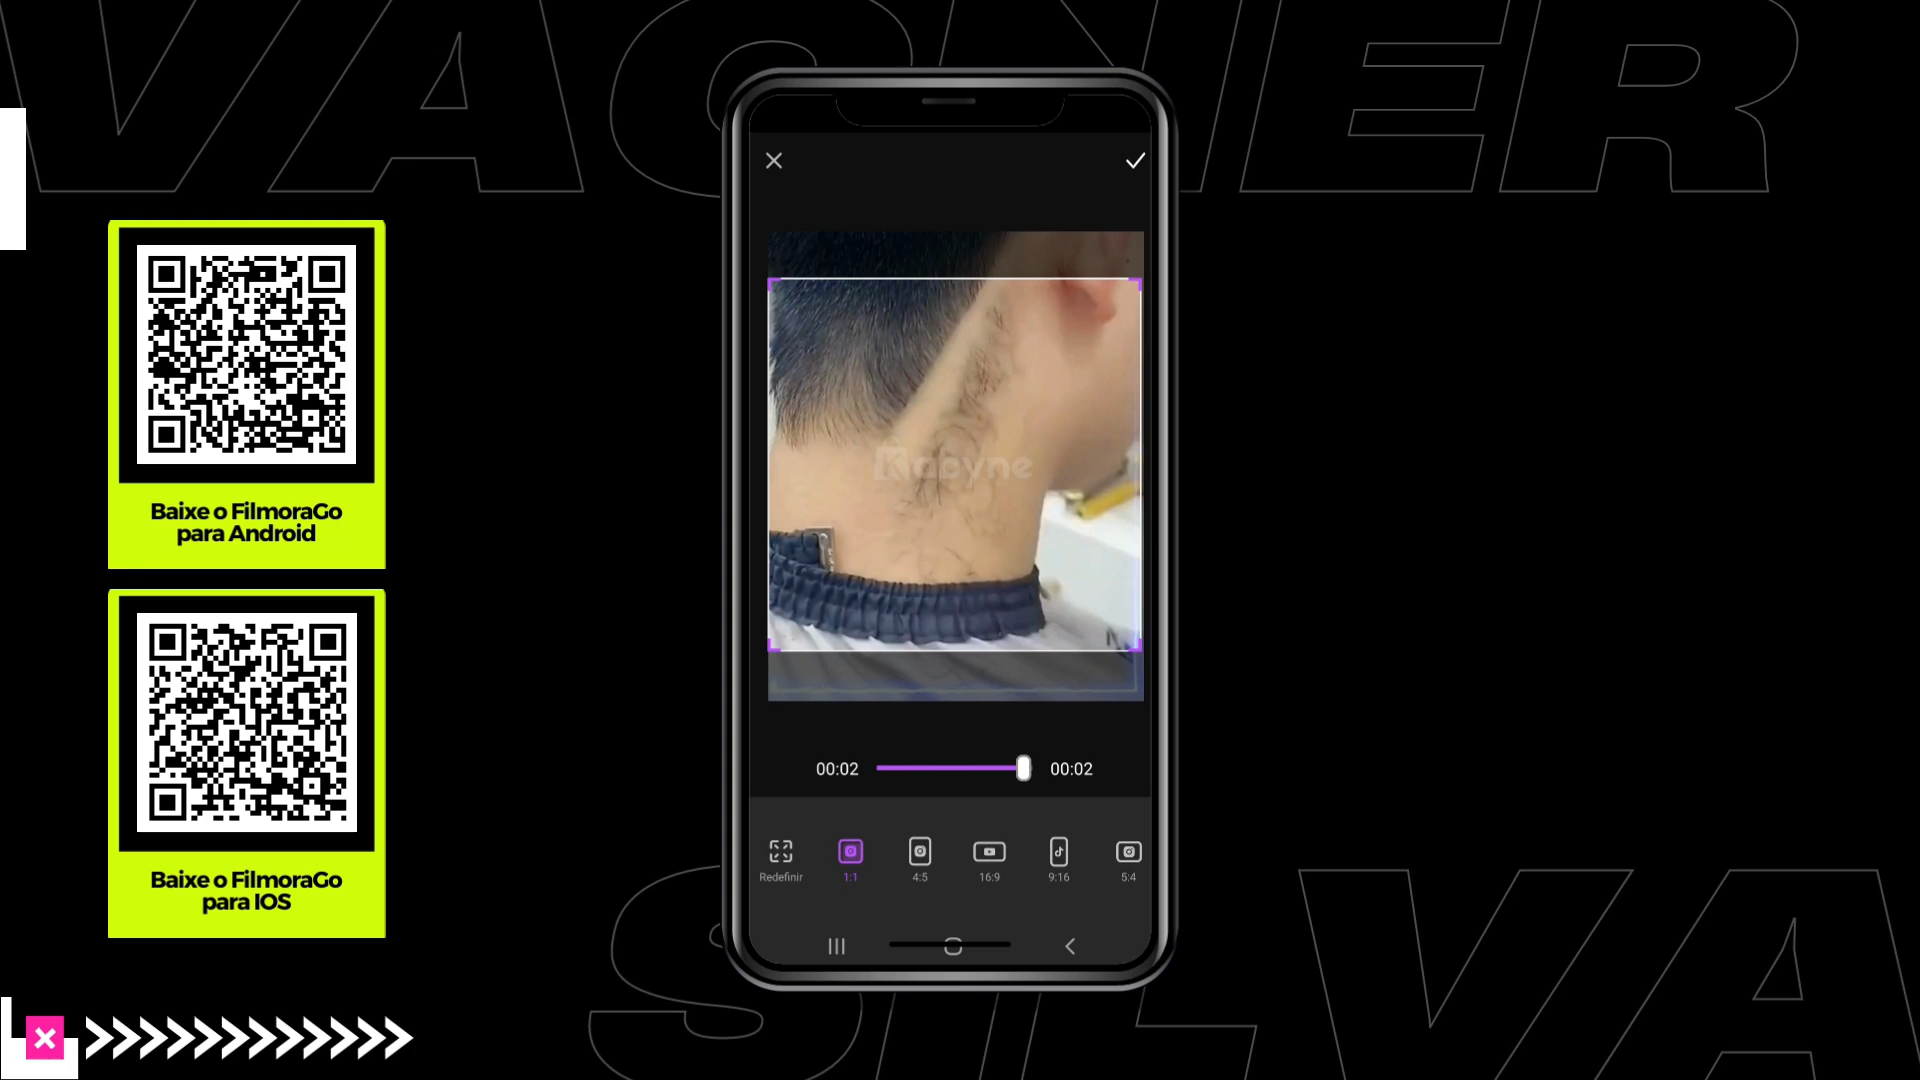 VAGNER
Baixe o FilmoraGo
para Android
Baixe o FilmoraGo
para IOS
Kabyne
00:02
00:02
Redefinir
1:1
4:5
16:9
9:16
5:4
SILVA